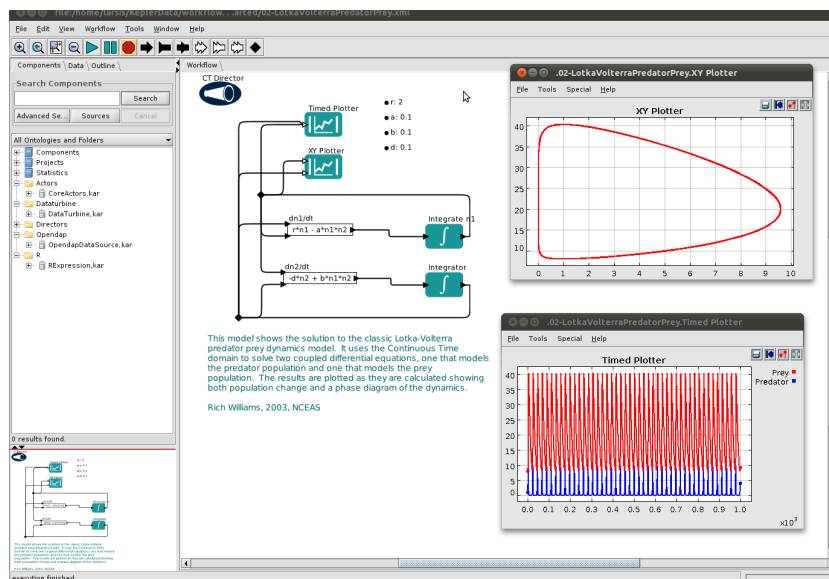 file:/home/larsis/KeplerData/workflow. . .arted/02-LotkaVolterraPredatorPrey.xml
File Edit View Workflow Tools Window Help
Components Data Outline
Workflow
Search Components
Search
Advanced Se... Sources Cancel
All Ontologies and Folders
Components
Projects
Statistics
Actors
CoreActors,kar
Dataturbine
DataTurbine,kar
Directors
Opendap
OpendapDataSource,kar
R
RExpression,kar
0 results found.
CT Director
Timed Plotter
XY Plotter
r: 2
a: 0.1
b: 0.1
d: 0.1
dn1/dt
r*n1 - a*n1*n2
Integrate n1
dn2/dt
-d*n2 + b*n1*n2
Integrator
This model shows the solution to the classic Lotka-Volterra
predator prey dynamics model. It uses the Continuous Time
domain to solve two coupled differential equations, one that models
the predator population and one that models the prey
population. The results are plotted as they are calculated showing
both population change and a phase diagram of the dynamics.
Rich Williams, 2003, NCEAS
.02-LotkaVolterraPredatorPrey.XY Plotter
File Tools Special Help
XY Plotter
40
35
30
25
20
15
10
0 1 2 3 4 5 6 7 8 9 10
.02-LotkaVolterraPredatorPrey.Timed Plotter
File Tools Special Help
Timed Plotter
Prey
Predator
40
35
30
25
20
15
10
5
0
0.0 0.1 0.2 0.3 0.4 0.5 0.6 0.7 0.8 0.9 1.0
x10³
execution finished.